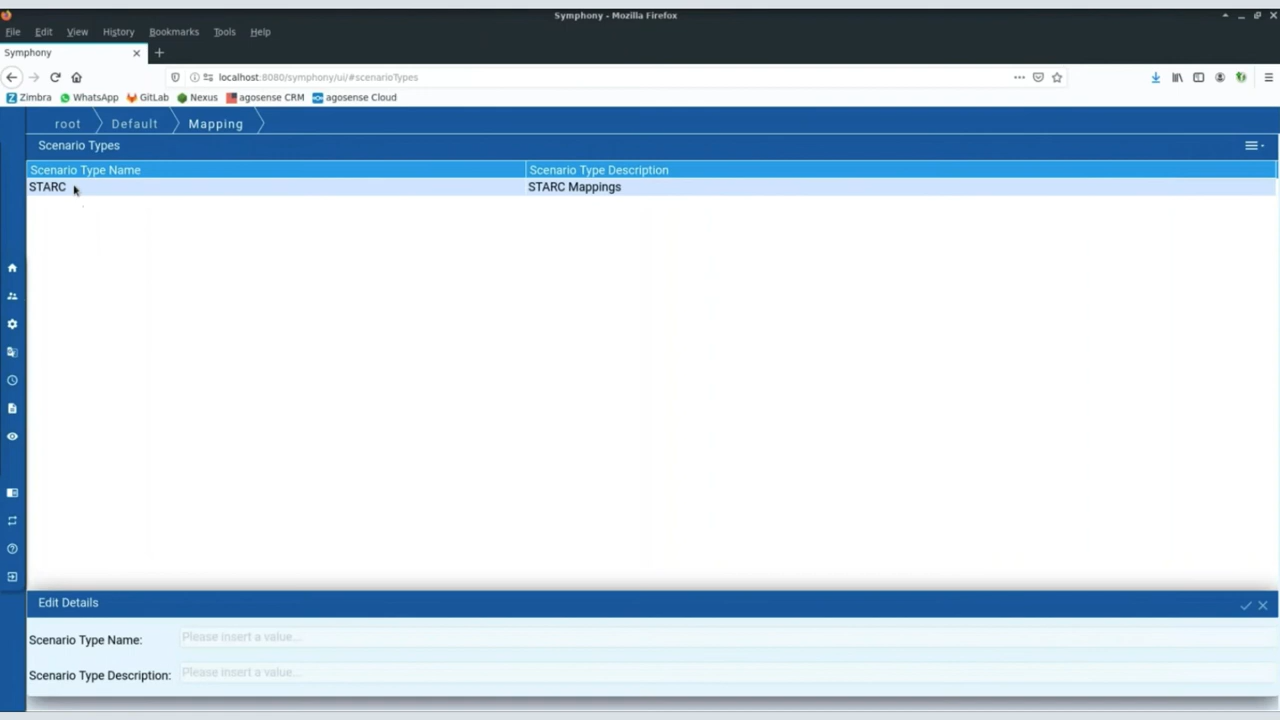 Symphony - Mozilla Firefox
File Edit View History Bookmarks Tools Help
Symphony
localhost:8080/symphony/ui/#scenarioTypes
Zimbra WhatsApp GitLab Nexus agosense CRM agosense Cloud
root Default Mapping
Scenario Types
Scenario Type Name Scenario Type Description
STARC STARC Mappings
Edit Details
Scenario Type Name: Please insert a value...
Scenario Type Description: Please insert a value...